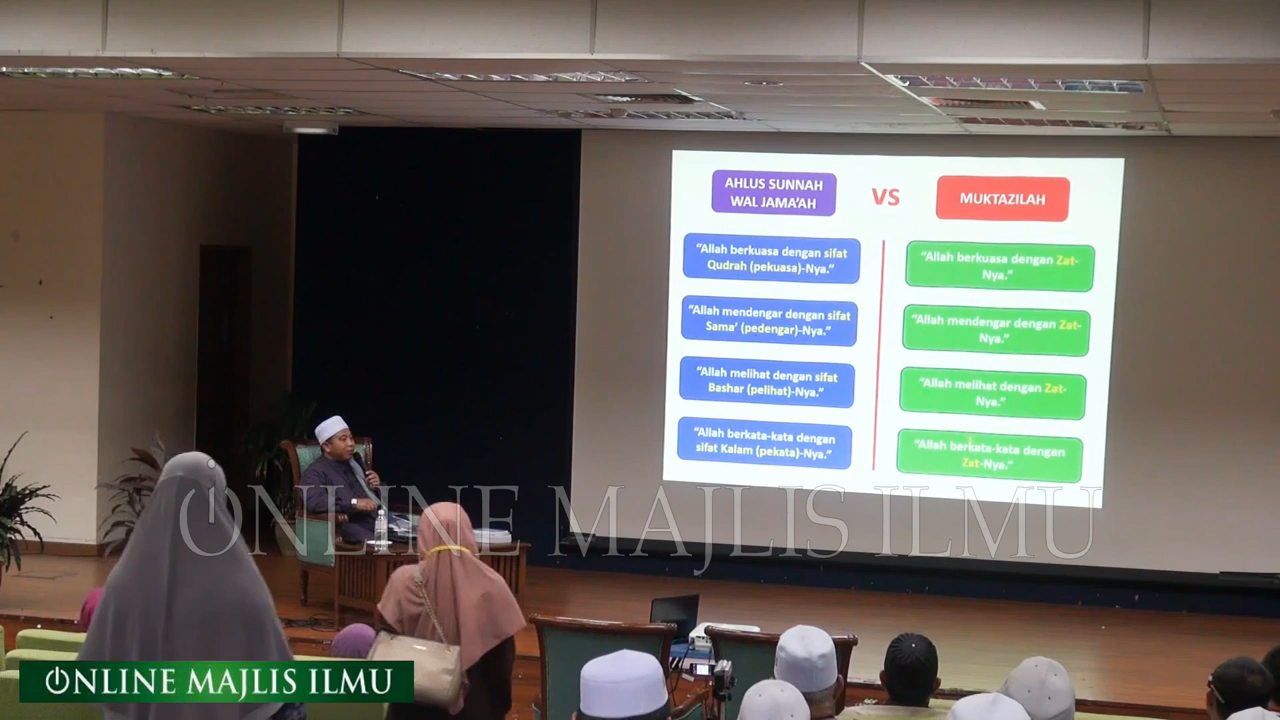 AHLUS SUNNAH
WAL JAMA'AH
VS
MUKTAZILAH
"Allah berkuasa dengan sifat
Qudrah (pekuasa)-Nya."
"Allah berkuasa dengan Zat-
Nya."
"Allah mendengar dengan sifat
Sama' (pedengar)-Nya."
"Allah mendengar dengan Zat-
Nya."
"Allah melihat dengan sifat
Bashar (pelihat)-Nya."
"Allah melihat dengan Zat-
Nya."
"Allah berkata-kata dengan
sifat Kalam (pekata)-Nya."
"Allah berkata-kata dengan
Zat-Nya."
ONLINE MAJLIS ILMU
ONLINE MAJLIS ILMU